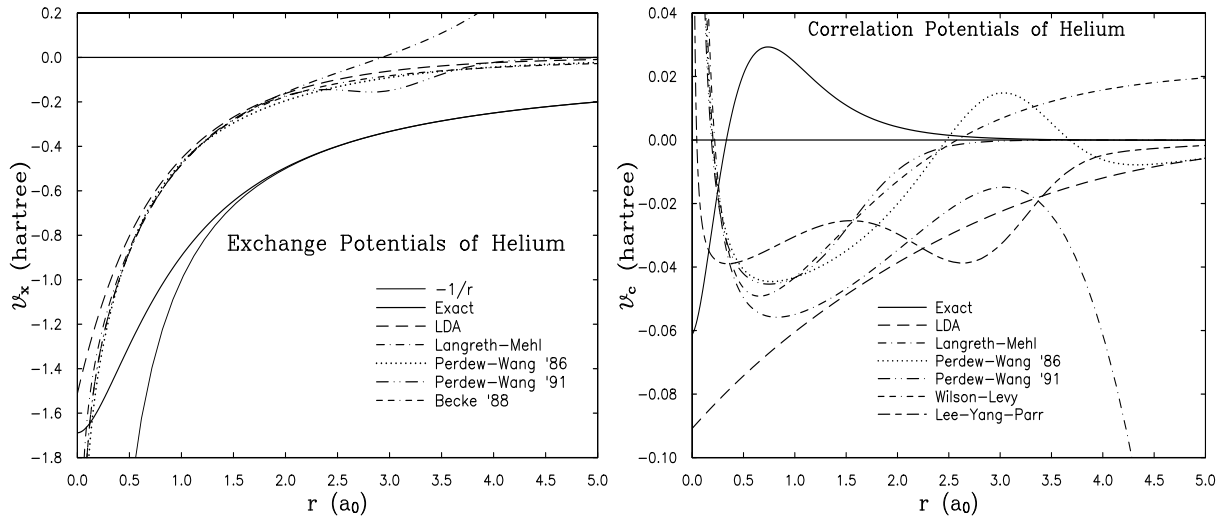 0.2
0.0
−0.2
−0.4
−0.6
−0.8
−1.0
−1.2
−1.4
−1.6
−1.8
𝒱x (hartree)
Exchange Potentials of Helium
−1/r
Exact
LDA
Langreth−Mehl
Perdew−Wang '86
Perdew−Wang '91
Becke '88
0.0 0.5 1.0 1.5 2.0 2.5 3.0 3.5 4.0 4.5 5.0
r (a0)
0.04
0.02
0.00
−0.02
−0.04
−0.06
−0.08
−0.10
𝒱c (hartree)
Correlation Potentials of Helium
Exact
LDA
Langreth−Mehl
Perdew−Wang '86
Perdew−Wang '91
Wilson−Levy
Lee−Yang−Parr
0.0 0.5 1.0 1.5 2.0 2.5 3.0 3.5 4.0 4.5 5.0
r (a0)